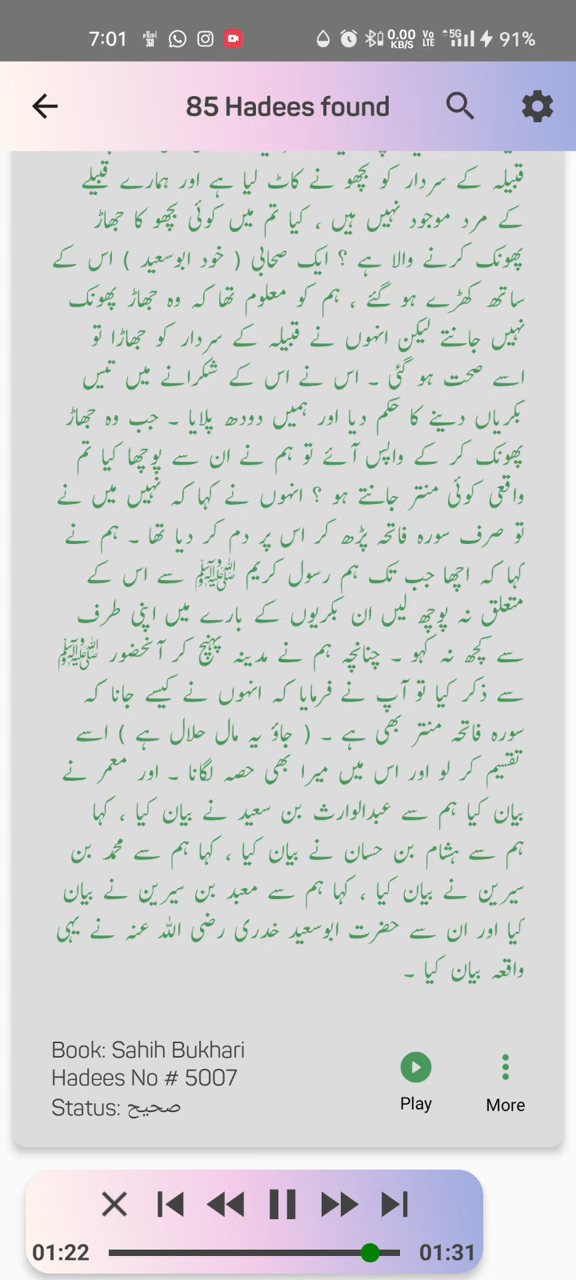 7:01
0.00 KB/S
Vo LTE
5G
91%
85 Hadees found
قبیلہ کے سردار کو بچھو نے کاٹ لیا ہے اور ہمارے قبیلے
کے مرد موجود نہیں ہیں ، کیا تم میں کوئی بچھو کا جھاڑ
پھونک کرنے والا ہے ؟ ایک صحابی ( خود ابوسعید ) اس کے
ساتھ کھڑے ہو گئے ، ہم کو معلوم تھا کہ وہ جھاڑ پھونک
نہیں جانتے لیکن انہوں نے قبیلہ کے سردار کو جھاڑا تو
اسے صحت ہو گئی ۔ اس نے اس کے شکرانے میں تیس
بکریاں دینے کا حکم دیا اور ہمیں دودھ پلایا ۔ جب وہ جھاڑ
پھونک کر کے واپس آئے تو ہم نے ان سے پوچھا کیا تم
واقعی کوئی منتر جانتے ہو ؟ انہوں نے کہا کہ نہیں میں نے
تو صرف سورہ فاتحہ پڑھ کر اس پر دم کر دیا تھا ۔ ہم نے
کہا کہ اچھا جب تک ہم رسول کریم ﷺ سے اس کے
متعلق نہ پوچھ لیں ان بکریوں کے بارے میں اپنی طرف
سے کچھ نہ کہو ۔ چنانچہ ہم نے مدینہ پہنچ کر آنحضور ﷺ
سے ذکر کیا تو آپ نے فرمایا کہ انہوں نے کیسے جانا کہ
سورہ فاتحہ منتر بھی ہے ۔ ( جاؤ یہ مال حلال ہے ) اسے
تقسیم کر لو اور اس میں میرا بھی حصہ لگانا ۔ اور معمر نے
بیان کیا ہم سے عبدالوارث بن سعید نے بیان کیا ، کہا
ہم سے ہشام بن حسان نے بیان کیا ، کہا ہم سے محمد بن
سیرین نے بیان کیا ، کہا ہم سے معبد بن سیرین نے بیان
کیا اور ان سے حضرت ابوسعید خدری رضی اللہ عنہ نے یہی
واقعہ بیان کیا ۔
Book: Sahih Bukhari
Hadees No # 5007
Status: صحیح
Play
More
01:22
01:31